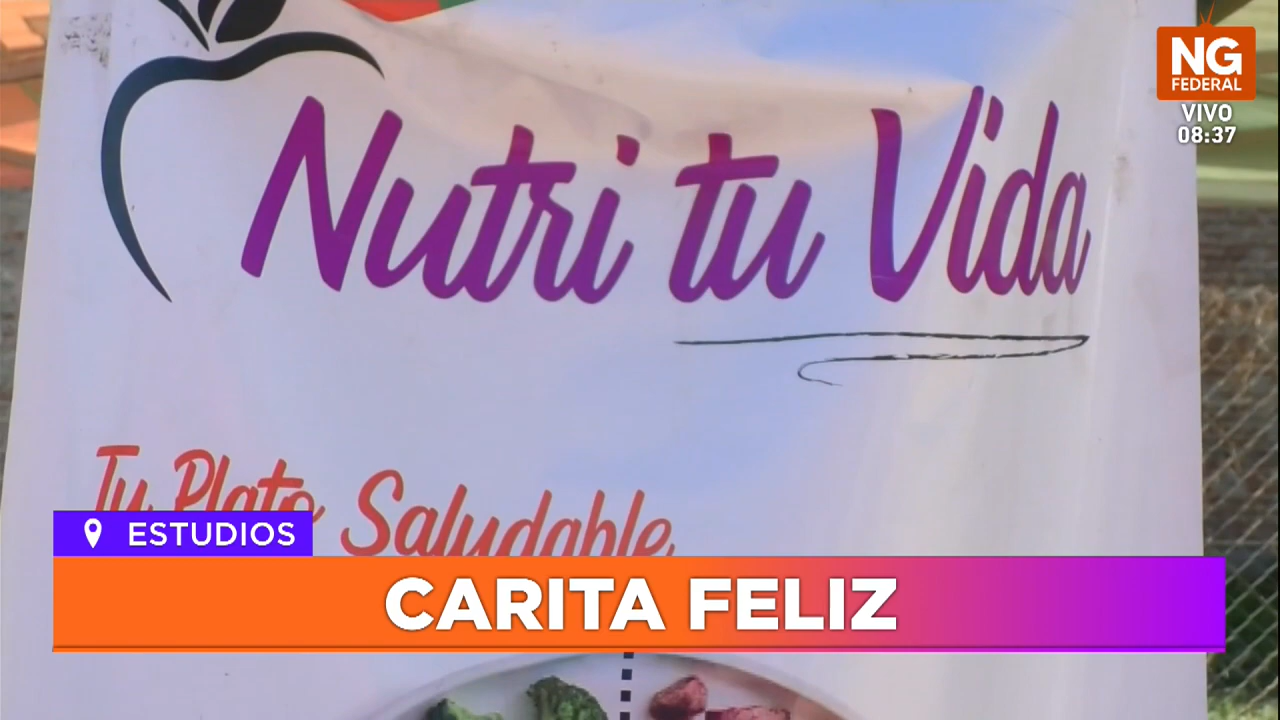 NG
FEDERAL
VIVO
08:37
Nutri tu Vida
Tu Plato Saludable
ESTUDIOS
CARITA FELIZ